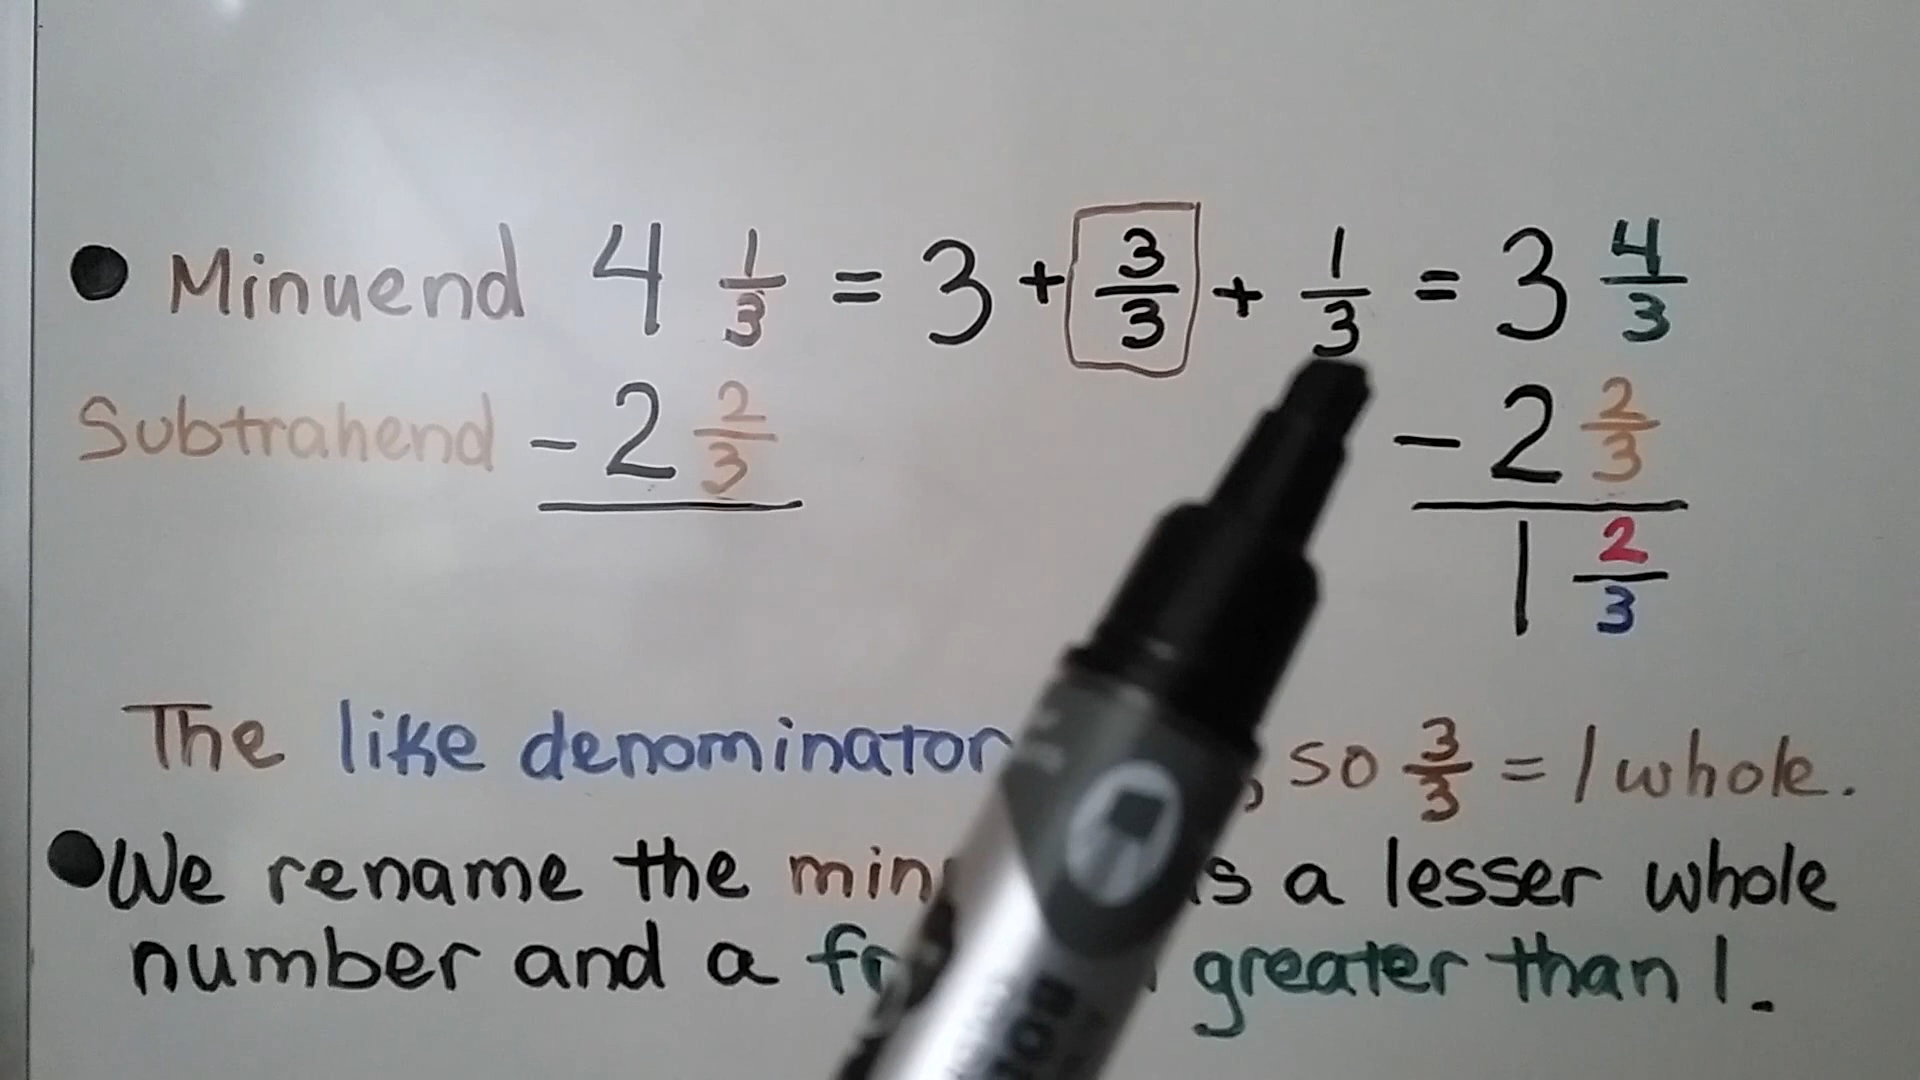 ● Minuend 4 1/3 = 3 + 3/3 + 1/3 = 3 4/3
Subtrahend - 2 2/3 - 2 2/3
1 2/3
The like denominator , so 3/3 = 1 whole.
● We rename the a lesser whole
number and a greater than 1.